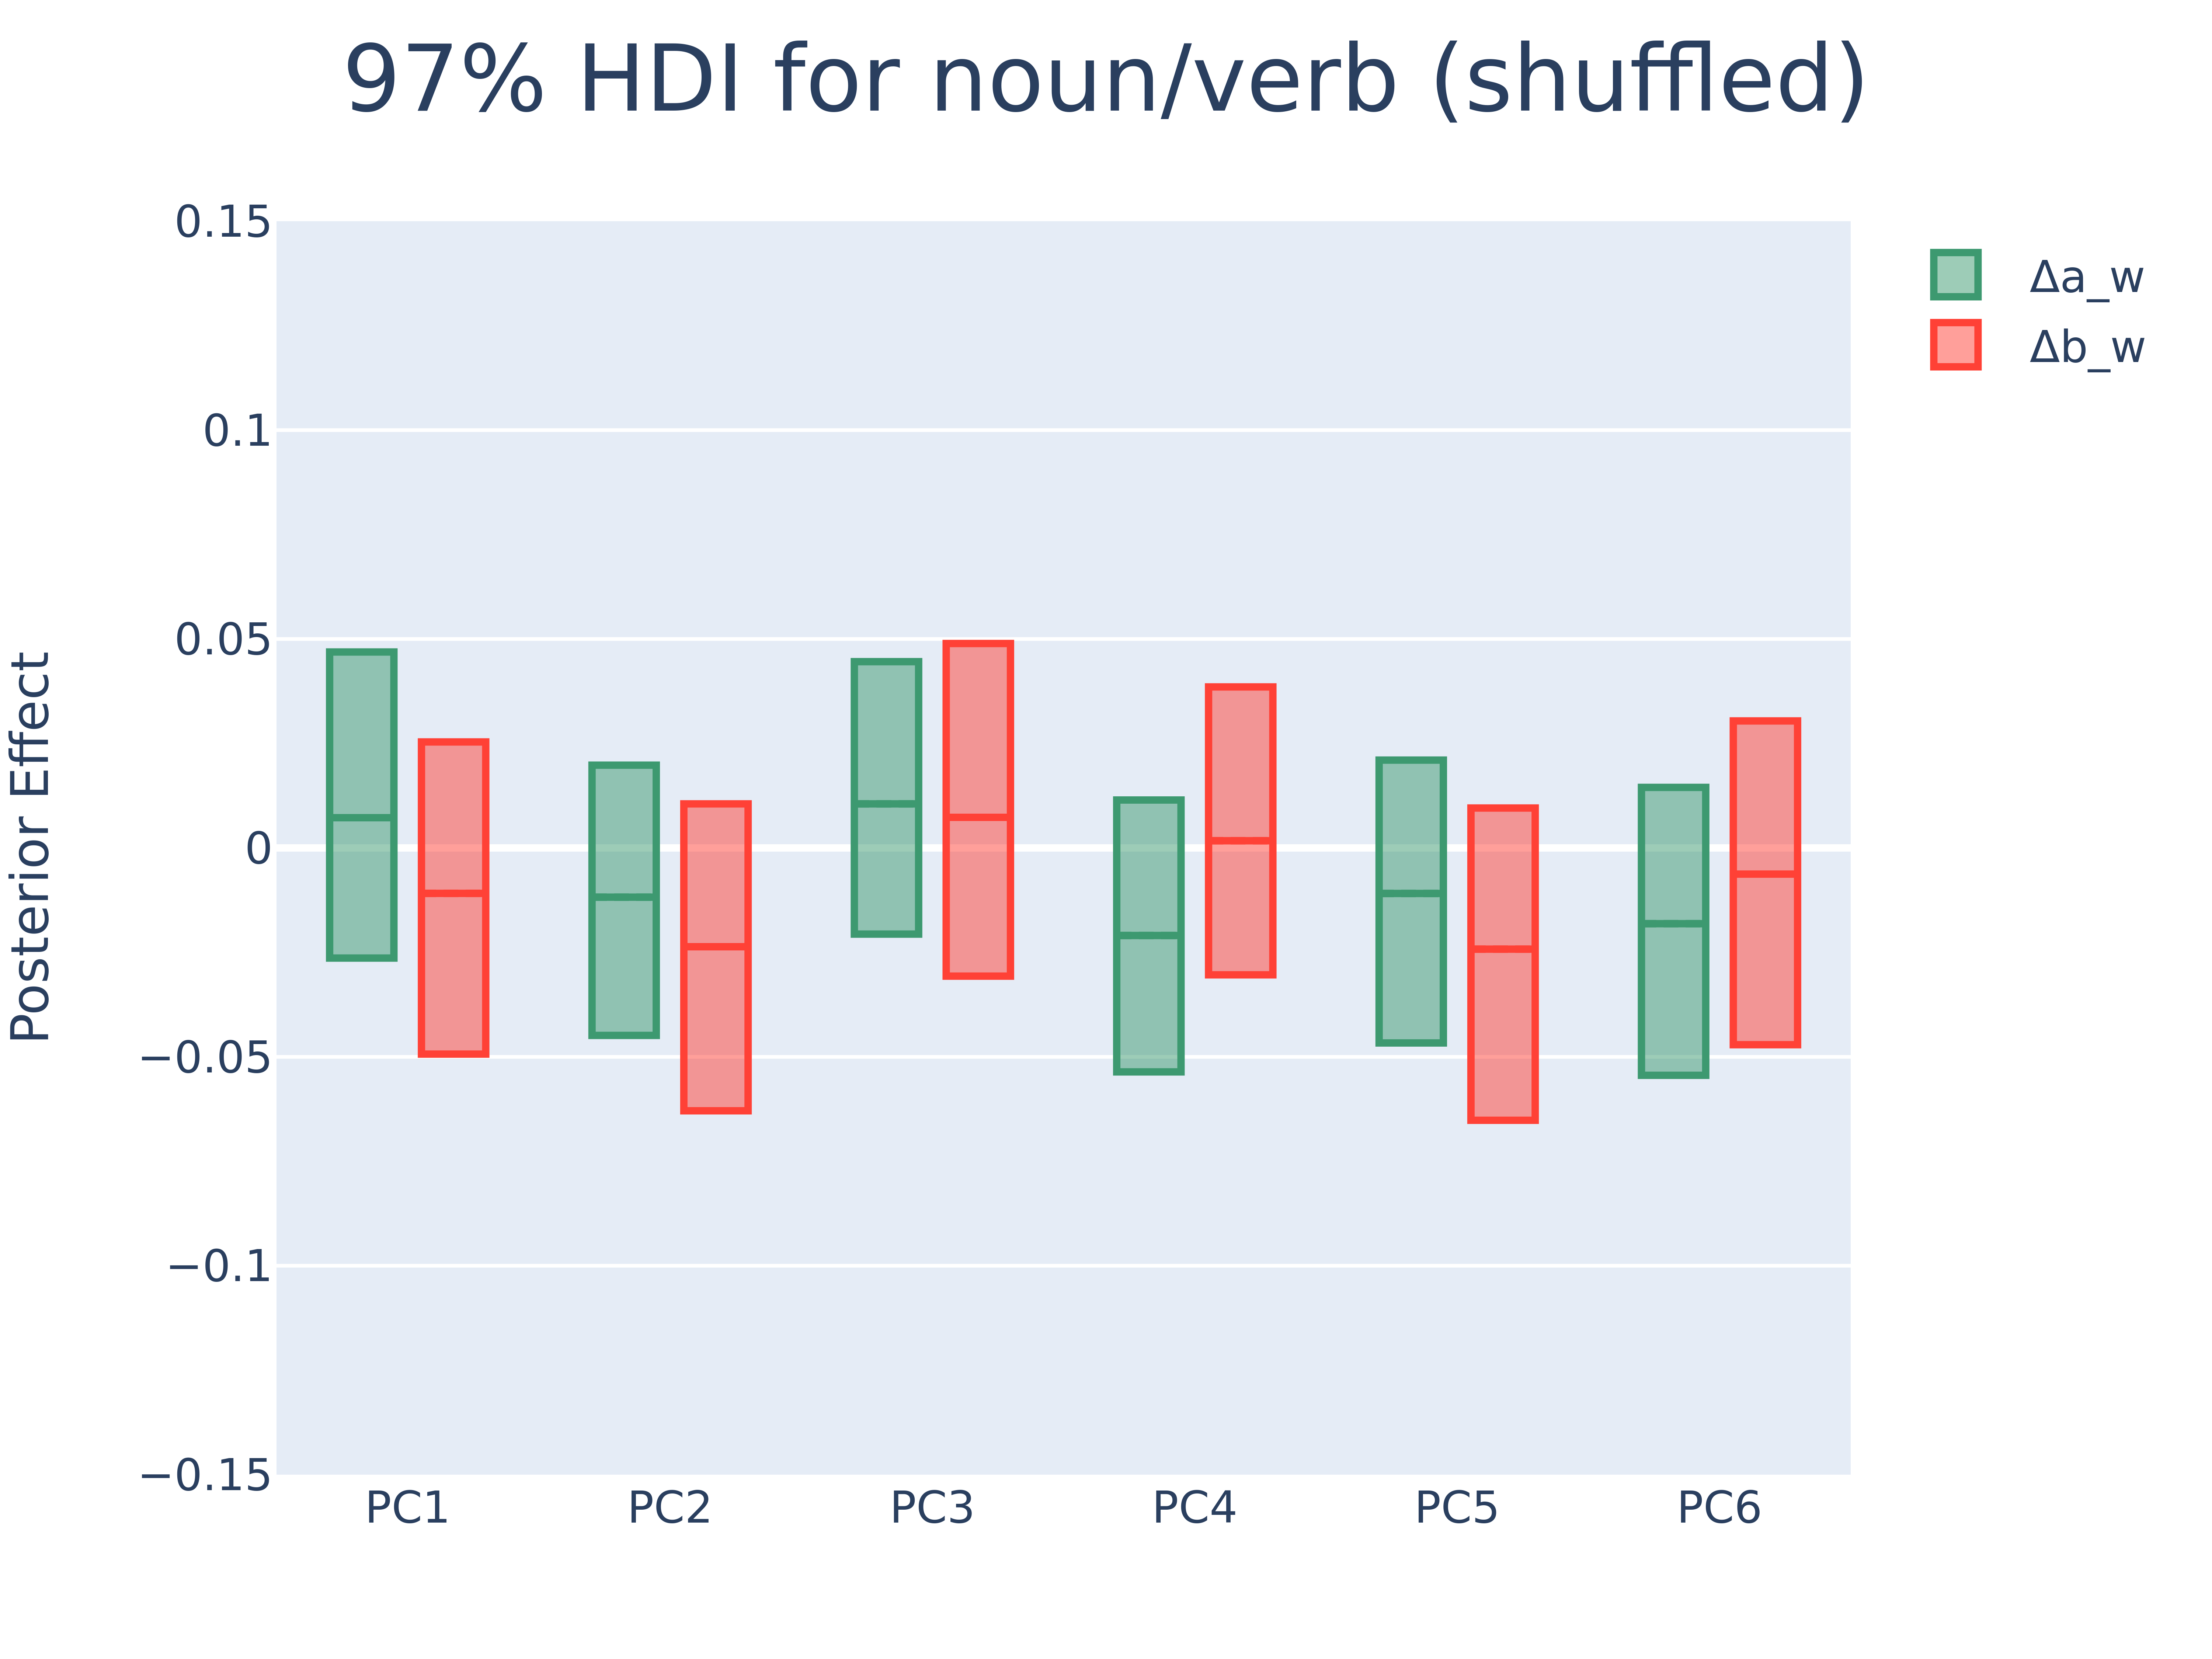 97% HDI for noun/verb (shuffled)
0.15
0.1
0.05
0
−0.05
−0.1
−0.15
Posterior Effect
PC1 PC2 PC3 PC4 PC5 PC6
Δa_w
Δb_w